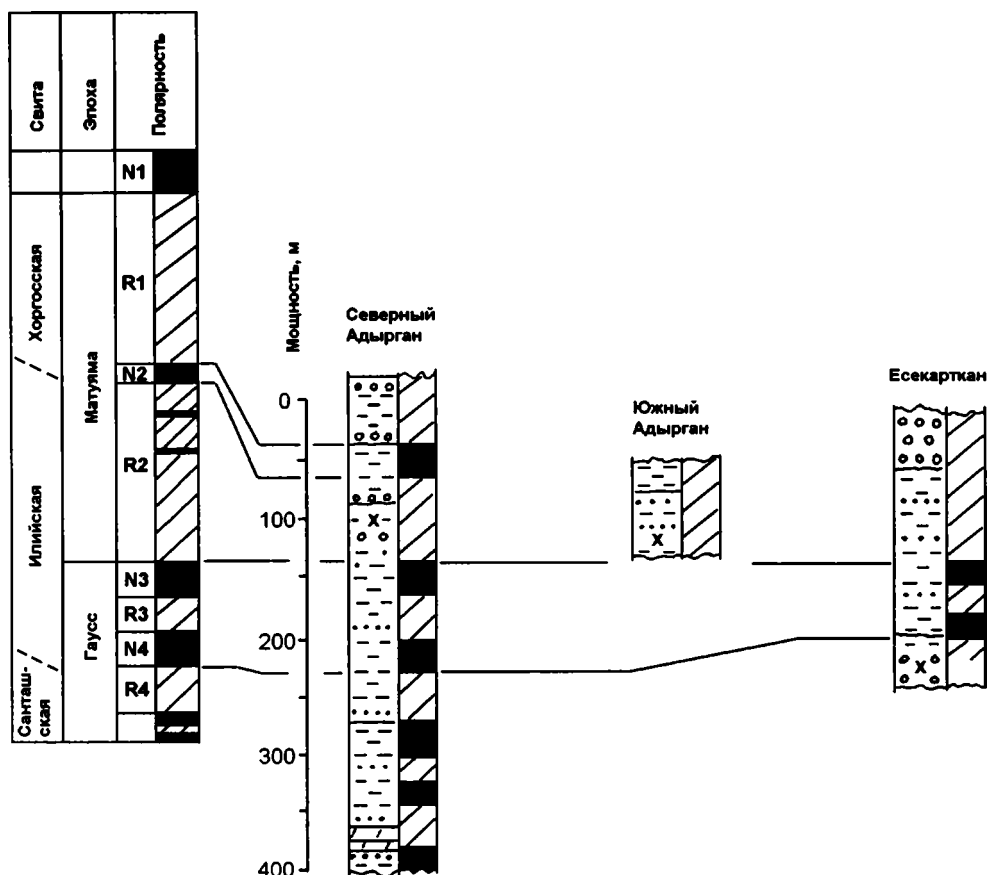 Свита
Эпоха
Полярность
N1
Хоргосская
Матуяма
R1
N2
Илийская
R2
Гаусс
N3
R3
N4
Санташ-
ская
R4
Мощность, м
0
100
200
300
400
Северный
Адырган
X
Южный
Адырган
X
Есекарткан
X